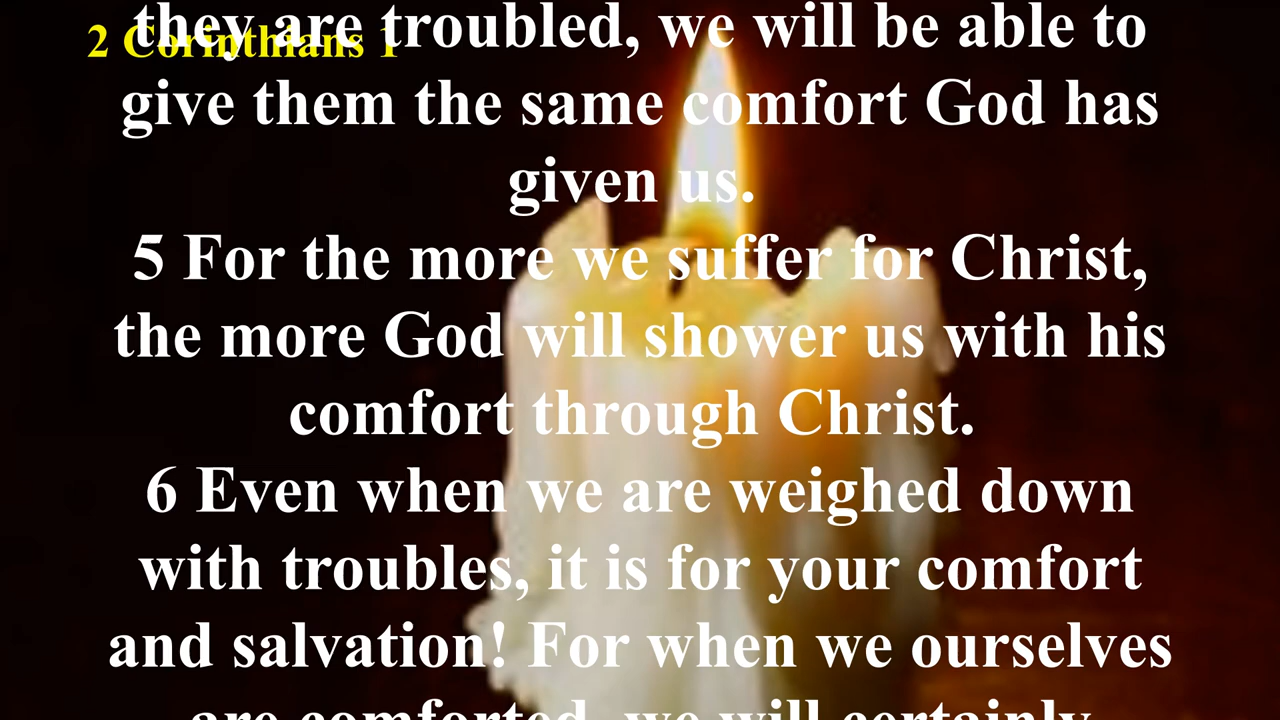 2 Corinthians 1
they are troubled, we will be able to
give them the same comfort God has
given us.
5 For the more we suffer for Christ,
the more God will shower us with his
comfort through Christ.
6 Even when we are weighed down
with troubles, it is for your comfort
and salvation! For when we ourselves
are comforted, we will certainly